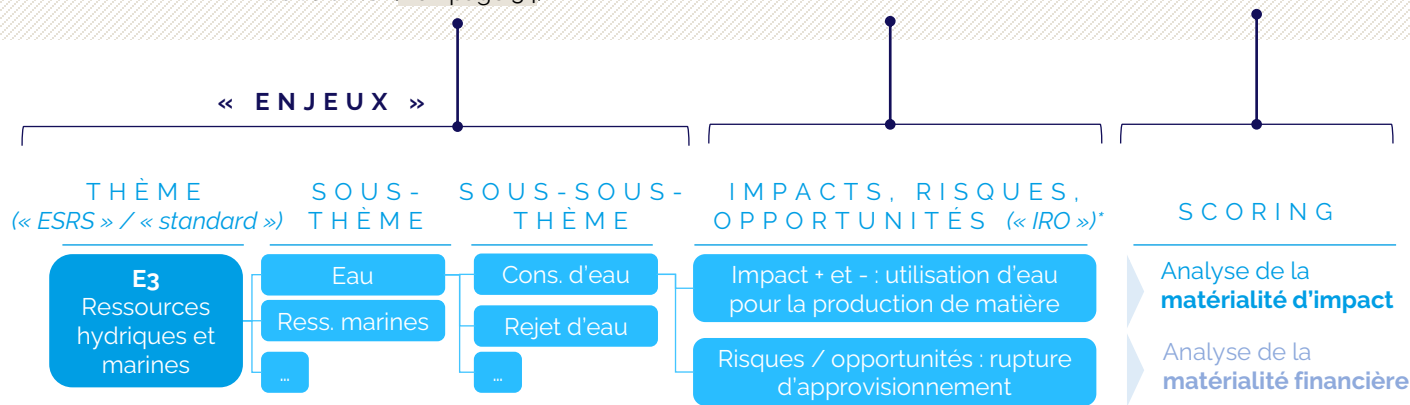 « ENJEUX »
THÈME
(« ESRS » / « standard »)
SOUS-
THÈME
SOUS-SOUS-
THÈME
IMPACTS, RISQUES,
OPPORTUNITÉS (« IRO »)*
SCORING
E3
Ressources
hydriques et
marines
Eau
Ress. marines
...
Cons. d'eau
Rejet d'eau
...
Impact + et - : utilisation d'eau
pour la production de matière
Risques / opportunités : rupture
d'approvisionnement
Analyse de la
matérialité d'impact
Analyse de la
matérialité financière